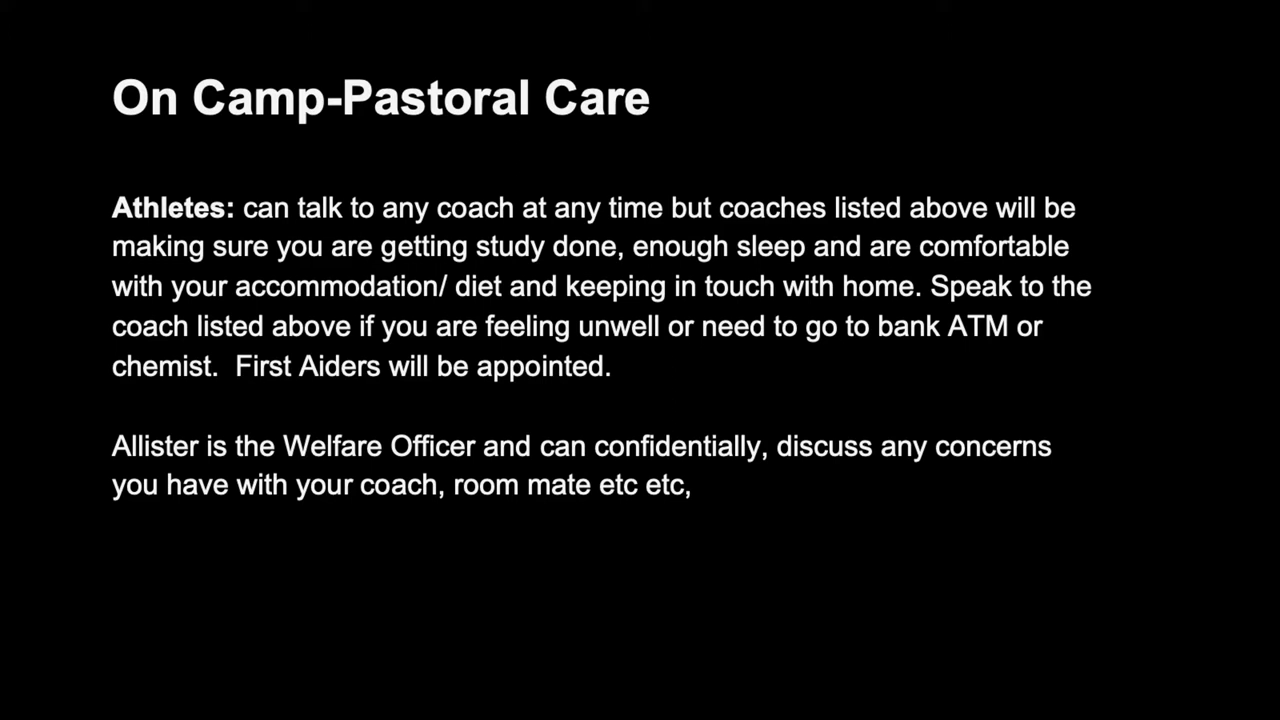 On Camp-Pastoral Care
Athletes: can talk to any coach at any time but coaches listed above will be
making sure you are getting study done, enough sleep and are comfortable
with your accommodation/ diet and keeping in touch with home. Speak to the
coach listed above if you are feeling unwell or need to go to bank ATM or
chemist.  First Aiders will be appointed.
Allister is the Welfare Officer and can confidentially, discuss any concerns
you have with your coach, room mate etc etc,